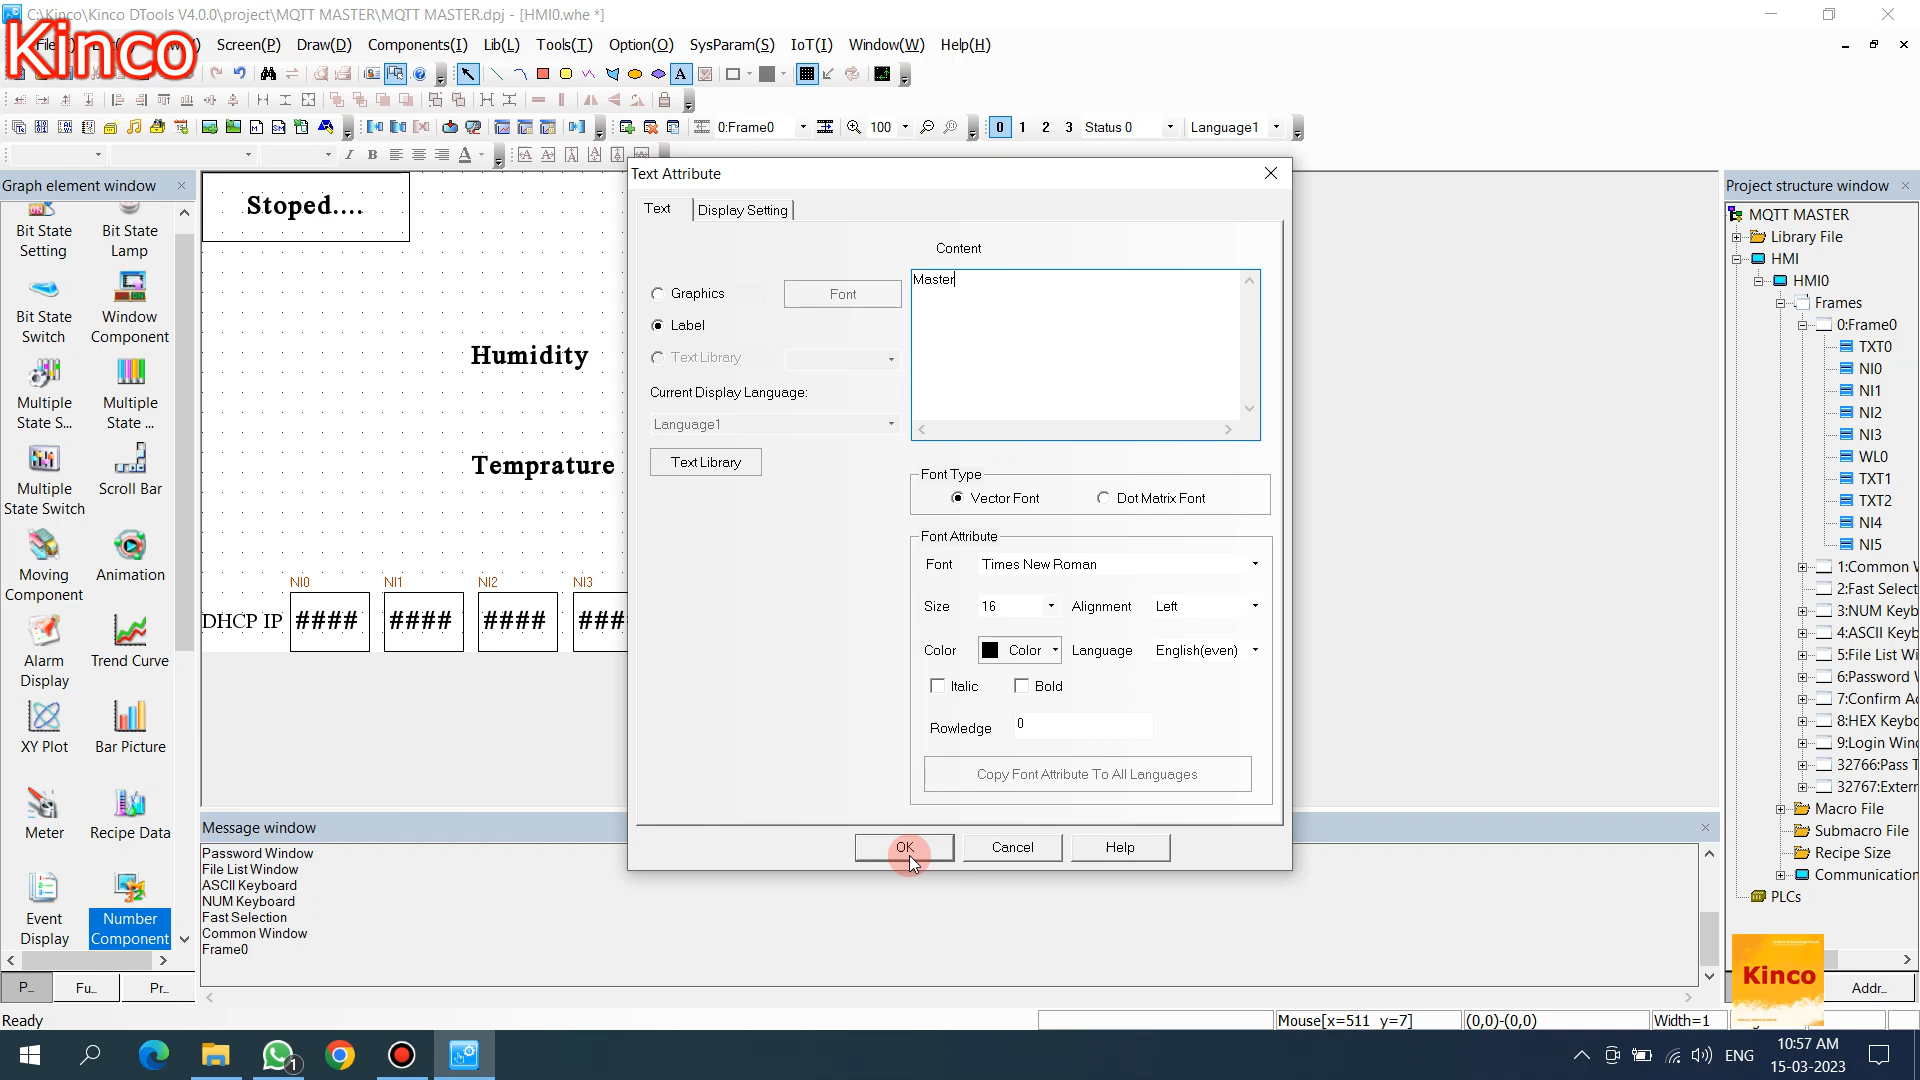 C:\Kinco\Kinco DTools V4.0.0\project\MQTT MASTER\MQTT MASTER.dpj - [HMI0.whe *]
Kinco
Screen(P) Draw(D) Components(I) Lib(L) Tools(T) Option(O) SysParam(S) IoT(I) Window(W) Help(H)
0:Frame0 100 0 1 2 3 Status 0 Language1
Graph element window
Bit State Setting
Bit State Lamp
Bit State Switch
Window Component
Multiple State S...
Multiple State ...
Multiple State Switch
Scroll Bar
Moving Component
Animation
Alarm Display
Trend Curve
XY Plot
Bar Picture
Meter
Recipe Data
Event Display
Number Component
P...
Fu...
Pr...
Stoped....
Humidity
Temprature
NI0 NI1 NI2 NI3
DHCP IP #### #### ####
Text Attribute
Text
Display Setting
Content
Master
Graphics
Font
Label
Text Library
Current Display Language:
Language1
Text Library
Font Type
Vector Font
Dot Matrix Font
Font Attribute
Font Times New Roman
Size 16 Alignment Left
Color Color Language English(even)
Italic Bold
Rowledge 0
Copy Font Attribute To All Languages
OK
Cancel
Help
Message window
Password Window
File List Window
ASCII Keyboard
NUM Keyboard
Fast Selection
Common Window
Frame0
Project structure window
MQTT MASTER
Library File
HMI
HMI0
Frames
0:Frame0
TXT0
NI0
NI1
NI2
NI3
WL0
TXT1
TXT2
NI4
NI5
1:Common W
2:Fast Select
3:NUM Keyb
4:ASCII Keyb
5:File List Wi
6:Password W
7:Confirm Ac
8:HEX Keybo
9:Login Wind
32766:Pass T
32767:Extern
Macro File
Submacro File
Recipe Size
Communication
PLCs
Kinco
Addr...
Ready
Mouse[x=511 y=7]
(0,0)-(0,0)
Width=1
1
ENG
10:57 AM
15-03-2023